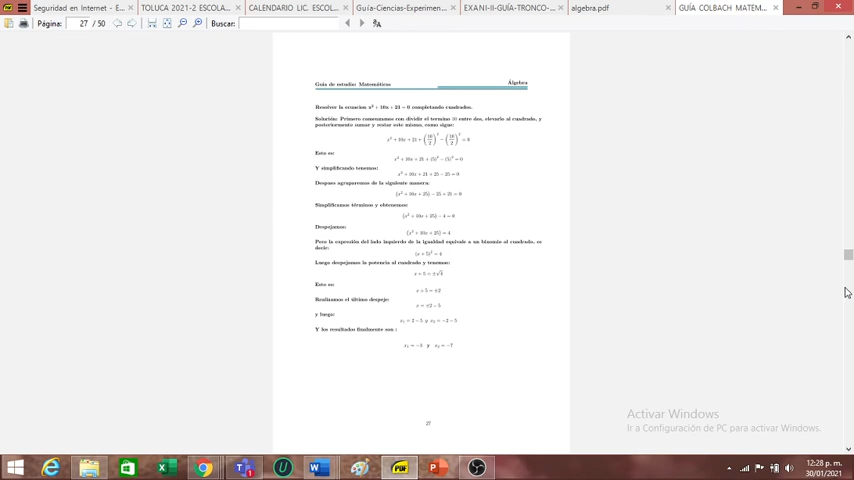 Seguridad en Internet - E... TOLUCA 2021-2 ESCOLA... CALENDARIO LIC. ESCOL... Guía-Ciencias-Experimen... EXANI-II-GUÍA-TRONCO-... algebra.pdf GUÍA COLBACH MATEM...
Página: 27 / 50 Buscar:
Guía de estudio: Matemáticas Álgebra
Resolver la ecuacion x² + 10x + 21 = 0 completando cuadrados.
Solución: Primero comenzamos con dividir el termino 10 entre dos, elevarlo al cuadrado, y
posteriormente sumar y restar este mismo, como sigue:
x² + 10x + 21 + (10/2)² − (10/2)² = 0
Esto es:
x² + 10x + 21 + (5)² − (5)² = 0
Y simplificando tenemos:
x² + 10x + 21 + 25 − 25 = 0
Despues agruparemos de la siguiente manera:
(x² + 10x + 25) − 25 + 21 = 0
Simplificamos términos y obtenemos:
(x² + 10x + 25) − 4 = 0
Despejamos:
(x² + 10x + 25) = 4
Pero la expresión del lado izquierdo de la igualdad equivale a un binomio al cuadrado, es
decir:
(x + 5)² = 4
Luego despejamos la potencia al cuadrado y tenemos:
x + 5 = ±√4
Esto es:
x + 5 = ±2
Realizamos el último despeje:
x = ±2 − 5
y luego:
x₁ = 2 − 5 y x₂ = −2 − 5
Y los resultados finalmente son :
x₁ = −3 y x₂ = −7
27
Activar Windows
Ir a Configuración de PC para activar Windows.
12:28 p. m.
30/01/2021